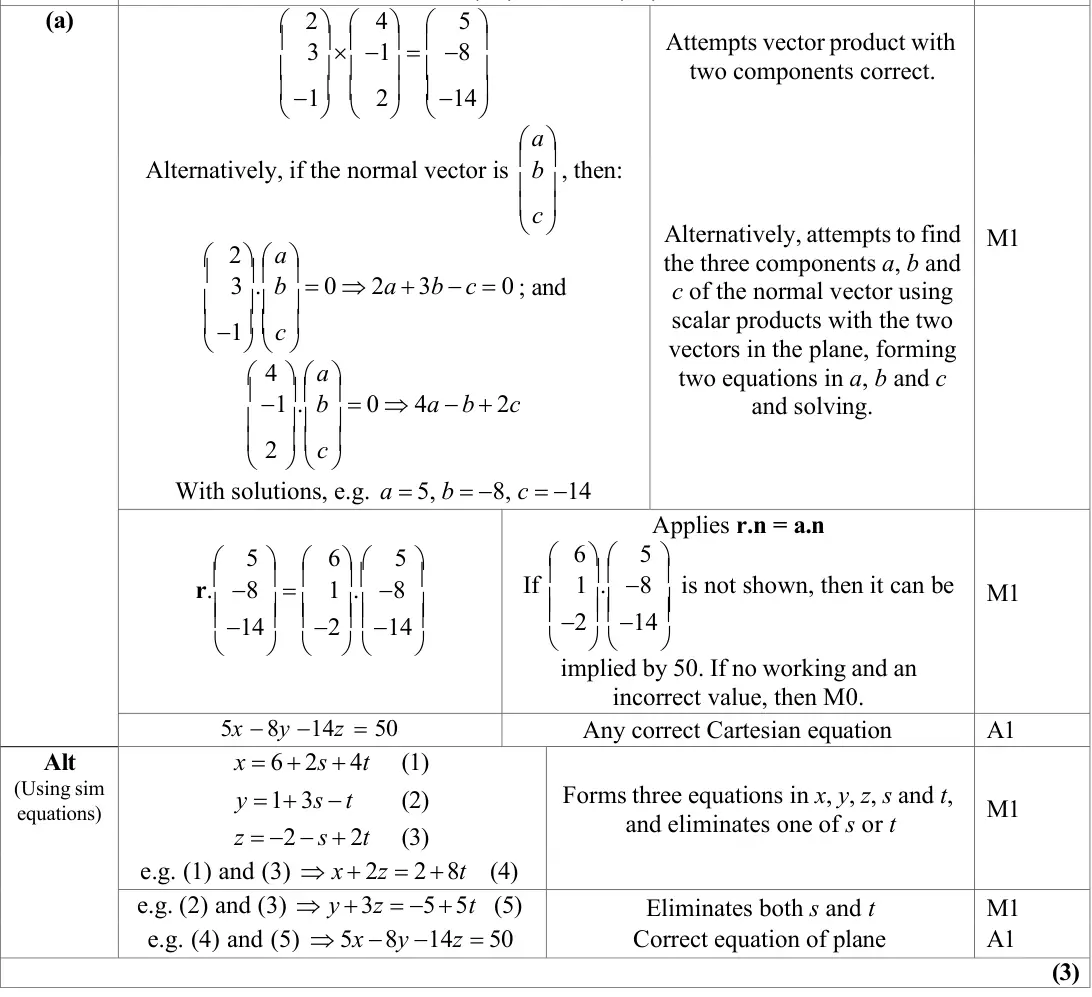 (a)
(2 3 −1) × (4 −1 2) = (5 −8 −14)
Attempts vector product with
two components correct.
Alternatively, if the normal vector is (a b c), then:
(2 3 −1) . (a b c) = 0 ⇒ 2a + 3b − c = 0 ; and
(4 −1 2) . (a b c) = 0 ⇒ 4a − b + 2c
With solutions, e.g. a = 5, b = −8, c = −14
Alternatively, attempts to find
the three components a, b and
c of the normal vector using
scalar products with the two
vectors in the plane, forming
two equations in a, b and c
and solving.
M1
r.(5 −8 −14) = (6 1 −2) . (5 −8 −14)
Applies r.n = a.n
If (6 1 −2) . (5 −8 −14) is not shown, then it can be
implied by 50. If no working and an
incorrect value, then M0.
M1
5x − 8y − 14z = 50
Any correct Cartesian equation
A1
Alt
(Using sim
equations)
x = 6 + 2s + 4t (1)
y = 1 + 3s − t (2)
z = −2 − s + 2t (3)
e.g. (1) and (3) ⇒ x + 2z = 2 + 8t (4)
Forms three equations in x, y, z, s and t,
and eliminates one of s or t
M1
e.g. (2) and (3) ⇒ y + 3z = −5 + 5t (5)
Eliminates both s and t
M1
e.g. (4) and (5) ⇒ 5x − 8y − 14z = 50
Correct equation of plane
A1
(3)